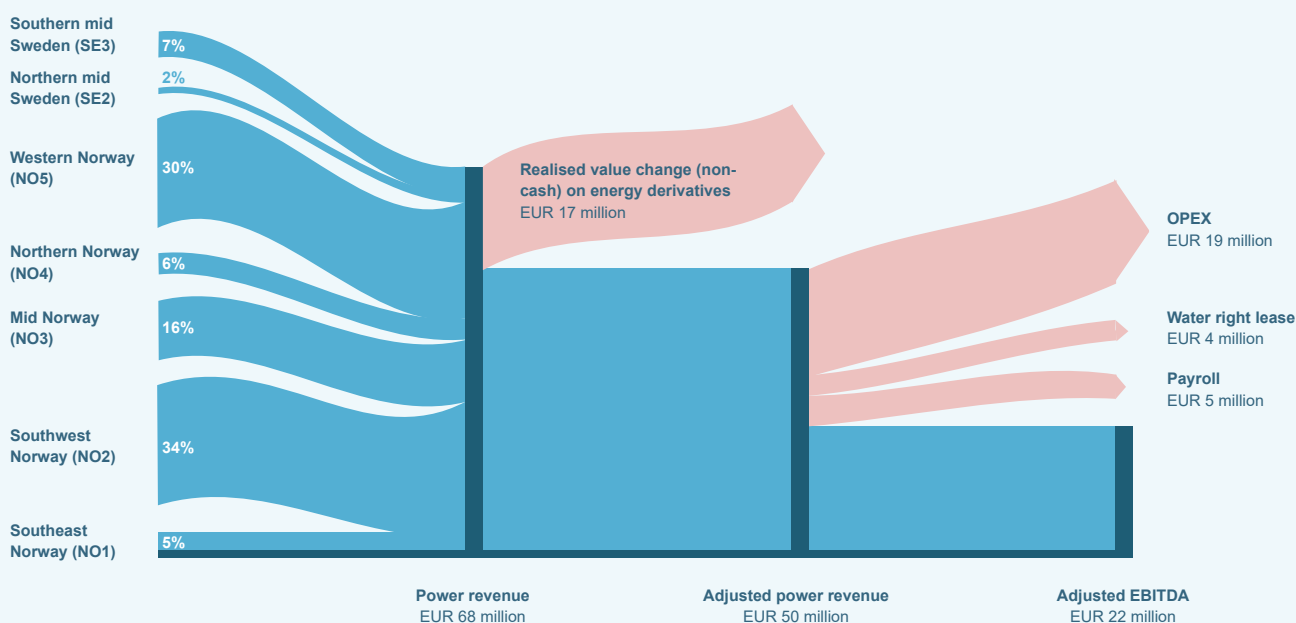 Southern mid
Sweden (SE3)
7%
Northern mid
Sweden (SE2)
2%
Western Norway
(NO5)
30%
Northern Norway
(NO4)
6%
Mid Norway
(NO3)
16%
Southwest
Norway (NO2)
34%
Southeast
Norway (NO1)
5%
Realised value change (non-
cash) on energy derivatives
EUR 17 million
OPEX
EUR 19 million
Water right lease
EUR 4 million
Payroll
EUR 5 million
Power revenue
EUR 68 million
Adjusted power revenue
EUR 50 million
Adjusted EBITDA
EUR 22 million